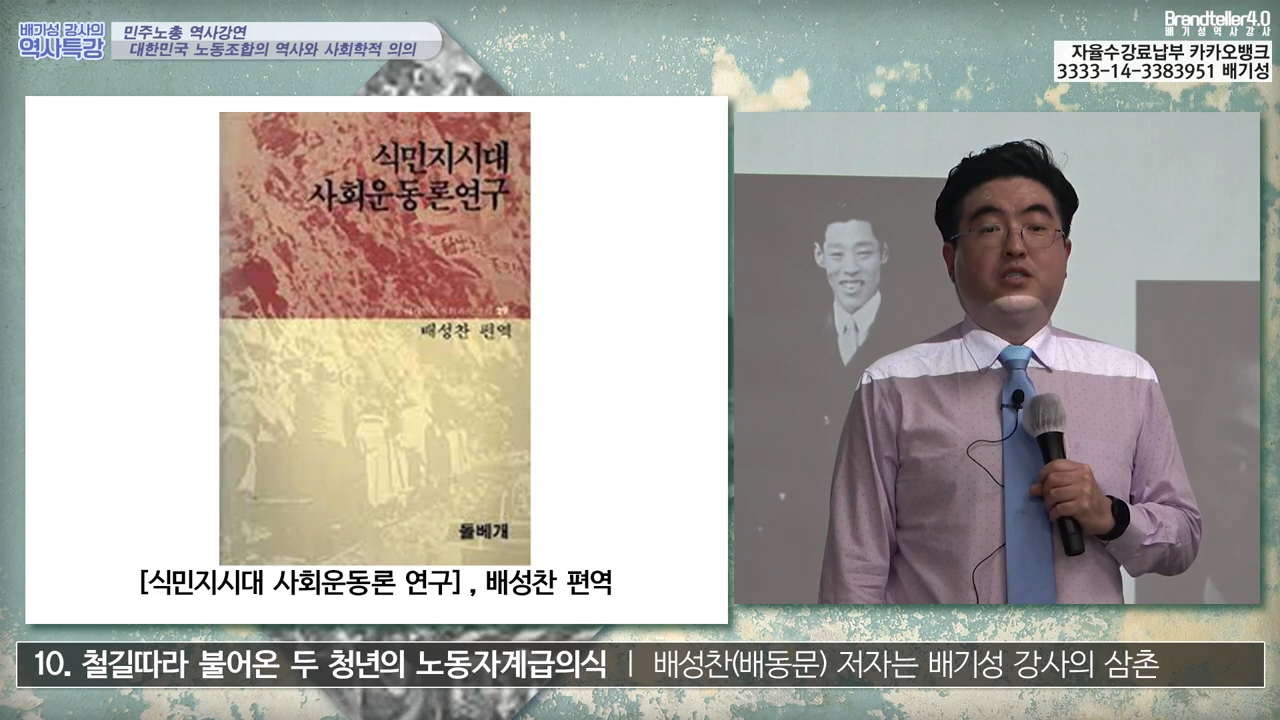 배기성 강사의
역사특강
민주노총 역사강연
대한민국 노동조합의 역사와 사회학적 의의
Brandteller4.0
배기성역사강사
자율수강료납부 카카오뱅크
3333-14-3383951 배기성
식민지시대
사회운동론연구
배성찬 편역
돌베개
[식민지시대 사회운동론 연구] , 배성찬 편역
10. 철길따라 불어온 두 청년의 노동자계급의식 | 배성찬(배동문) 저자는 배기성 강사의 삼촌